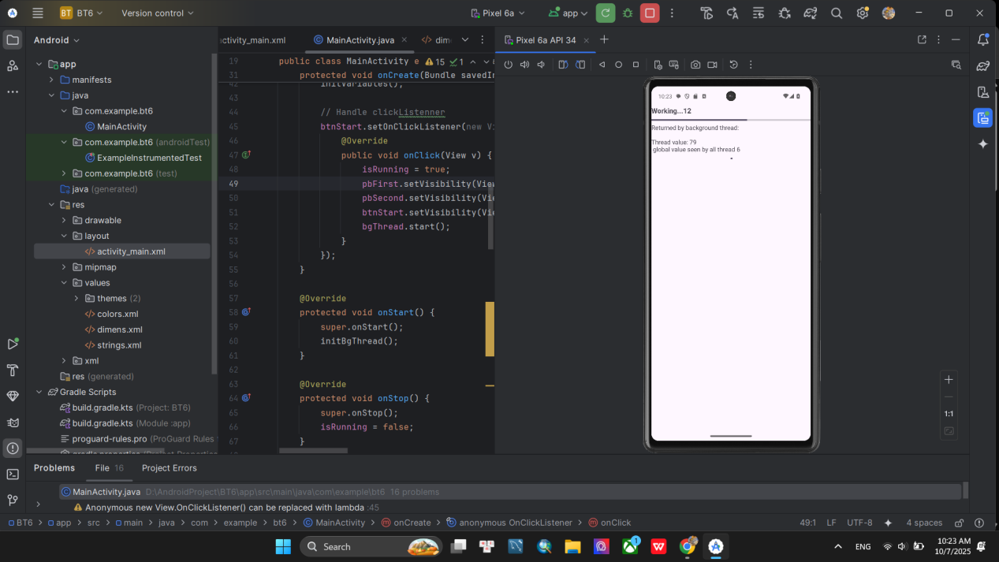 BT BT6 Version control Pixel 6a app
Android
app
manifests
java
com.example.bt6
MainActivity
com.example.bt6 (androidTest)
ExampleInstrumentedTest
com.example.bt6 (test)
java (generated)
res
drawable
layout
activity_main.xml
mipmap
values
themes (2)
colors.xml
dimens.xml
strings.xml
xml
res (generated)
Gradle Scripts
build.gradle.kts (Project: BT6)
build.gradle.kts (Module :app)
proguard-rules.pro (ProGuard Rules
ctivity_main.xml MainActivity.java dim
19 public class MainActivity e 15 1
31 protected void onCreate(Bundle savedIn
42 initVariables();
43
44 // Handle clickListenner
45 btnStart.setOnClickListener(new Vi
46 @Override
47 public void onClick(View v) {
48 isRunning = true;
49 pbFirst.setVisibility(View
50 pbSecond.setVisibility(Vie
51 btnStart.setVisibility(Vie
52 bgThread.start();
53 }
54 });
55 }
56
57 @Override
58 protected void onStart() {
59 super.onStart();
60 initBgThread();
61 }
62
63 @Override
64 protected void onStop() {
65 super.onStop();
66 isRunning = false;
67 }
Pixel 6a API 34
10:23
Working...12
Returned by background thread:
Thread value: 79
global value seen by all thread 6
1:1
Problems File 16 Project Errors
MainActivity.java D:\AndroidProject\BT6\app\src\main\java\com\example\bt6 16 problems
Anonymous new View.OnClickListener() can be replaced with lambda :45
BT6 > app > src > main > java > com > example > bt6 > MainActivity > onCreate > anonymous OnClickListener > onClick 49:1 LF UTF-8 4 spaces
Search
1
ENG
10:23 AM
10/7/2025